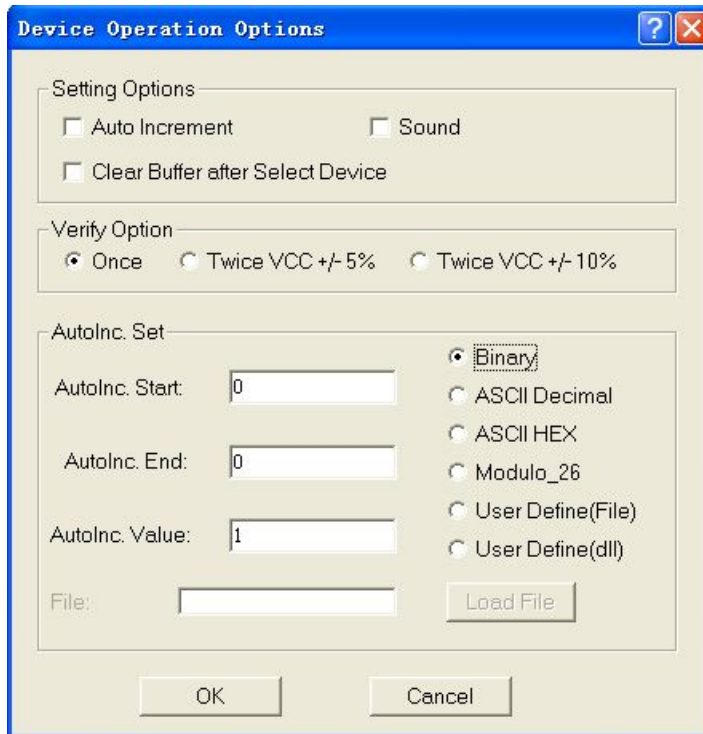 Device Operation Options
Setting Options
Auto Increment Sound
Clear Buffer after Select Device
Verify Option
Once Twice VCC +/- 5% Twice VCC +/- 10%
AutoInc. Set
Binary
AutoInc. Start: 0
ASCII Decimal
ASCII HEX
AutoInc. End: 0
Modulo_26
User Define(File)
AutoInc. Value: 1
User Define(dll)
File: Load File
OK Cancel